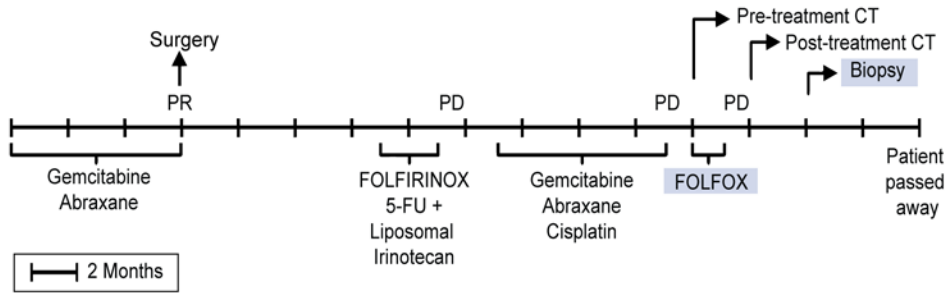 Pre-treatment CT
Surgery
Post-treatment CT
Biopsy
PR
PD
PD
PD
Gemcitabine
Abraxane
FOLFIRINOX
5-FU +
Liposomal
Irinotecan
Gemcitabine
Abraxane
Cisplatin
FOLFOX
Patient
passed
away
2 Months